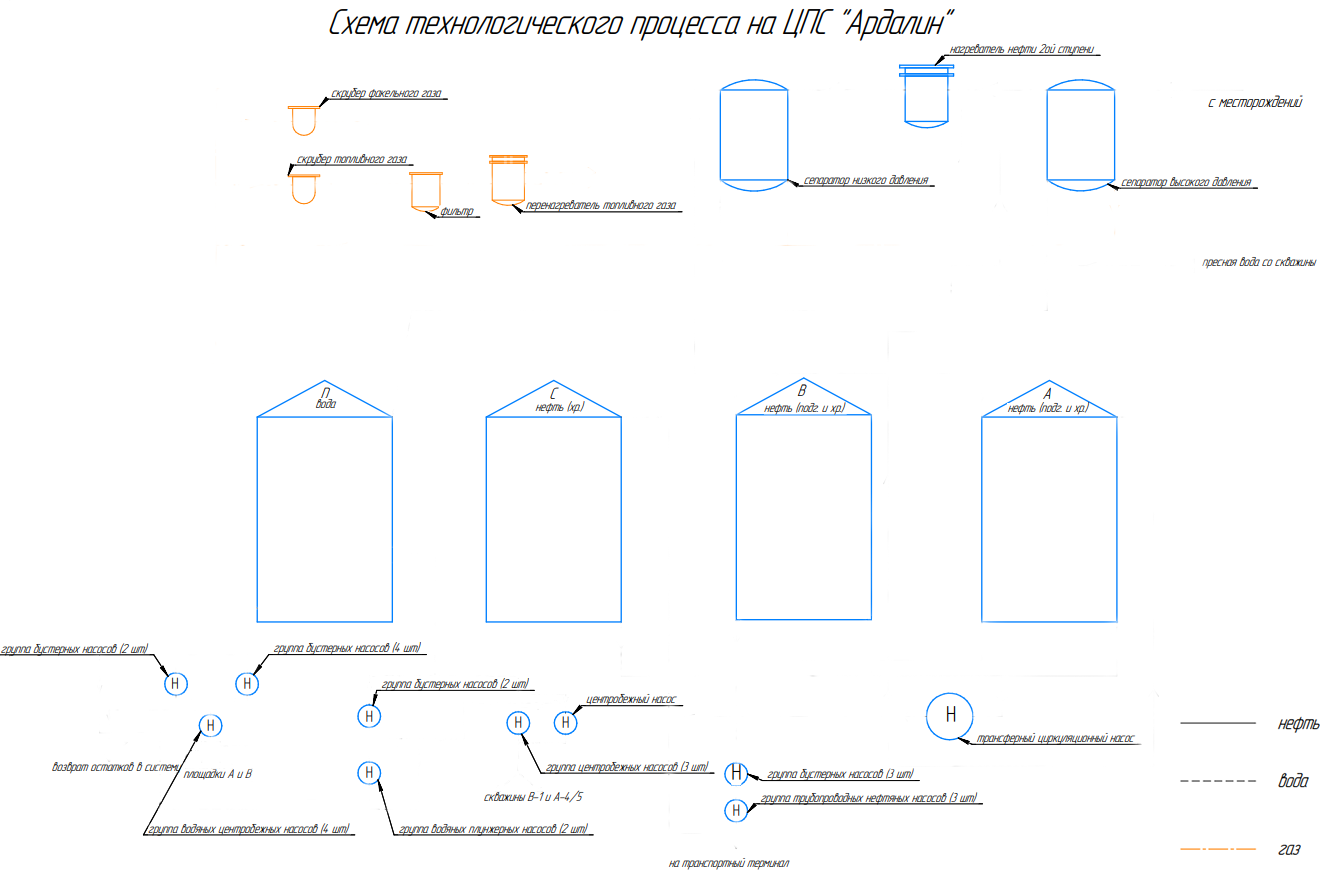 Схема технологического процесса на ЦПС "Ардалин"
нагреватель нефти 2ой ступени
скрубер факельного газа
с месторождений
скрубер топливного газа
сепаратор низкого давления
сепаратор высокого давления
фильтр
перенагреватель топливного газа
пресная вода со скважины
П
вода
С
нефть (хр.)
В
нефть (подг. и хр.)
А
нефть (подг. и хр.)
группа бустерных насосов (2 шт)
группа бустерных насосов (4 шт)
Н
Н
группа бустерных насосов (2 шт)
Н
центробежный насос
Н
Н
Н
Н
трансферный циркуляционный насос
нефть
возврат остатков в систему
площадки А и В
Н
группа центробежных насосов (3 шт)
Н
группа бустерных насосов (3 шт)
вода
скважины В-1 и А-4/5
Н
группа трубопроводных нефтяных насосов (3 шт)
группа водяных центробежных насосов (4 шт)
группа водяных плунжерных насосов (2 шт)
газ
на транспортный терминал